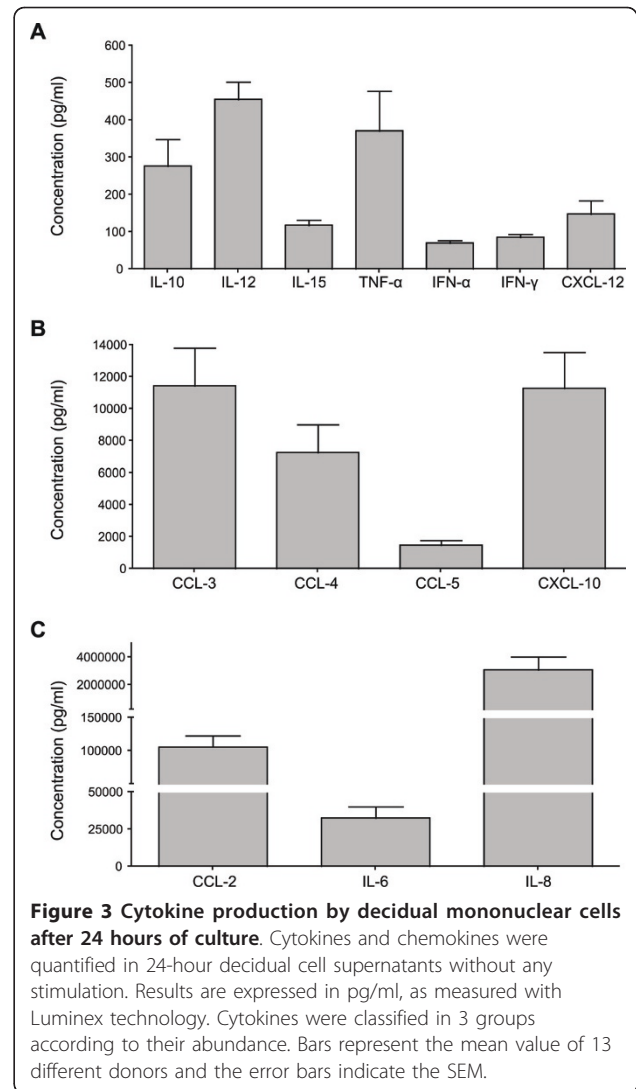 A
600
500
400
300
200
100
0
Concentration (pg/ml)
IL-10 IL-12 IL-15 TNF-α IFN-α IFN-γ CXCL-12
B
14000
12000
10000
8000
6000
4000
2000
0
Concentration (pg/ml)
CCL-3 CCL-4 CCL-5 CXCL-10
C
4000000
2000000
150000
100000
50000
25000
0
Concentration (pg/ml)
CCL-2 IL-6 IL-8
Figure 3 Cytokine production by decidual mononuclear cells
after 24 hours of culture. Cytokines and chemokines were
quantified in 24-hour decidual cell supernatants without any
stimulation. Results are expressed in pg/ml, as measured with
Luminex technology. Cytokines were classified in 3 groups
according to their abundance. Bars represent the mean value of 13
different donors and the error bars indicate the SEM.